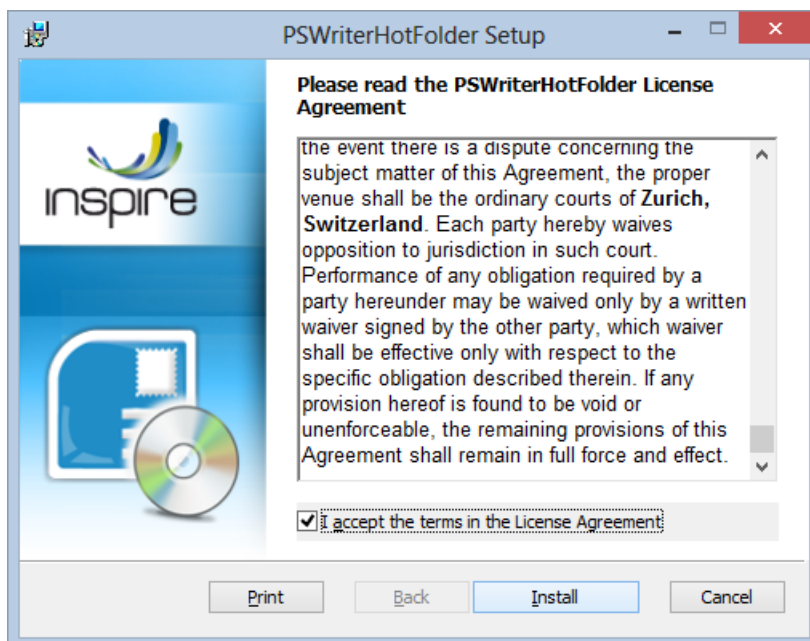 PSWriterHotFolder Setup
Please read the PSWriterHotFolder License
Agreement
the event there is a dispute concerning the
subject matter of this Agreement, the proper
venue shall be the ordinary courts of Zurich,
Switzerland. Each party hereby waives
opposition to jurisdiction in such court.
Performance of any obligation required by a
party hereunder may be waived only by a written
waiver signed by the other party, which waiver
shall be effective only with respect to the
specific obligation described therein. If any
provision hereof is found to be void or
unenforceable, the remaining provisions of this
Agreement shall remain in full force and effect.
inspire
I accept the terms in the License Agreement
Print
Back
Install
Cancel